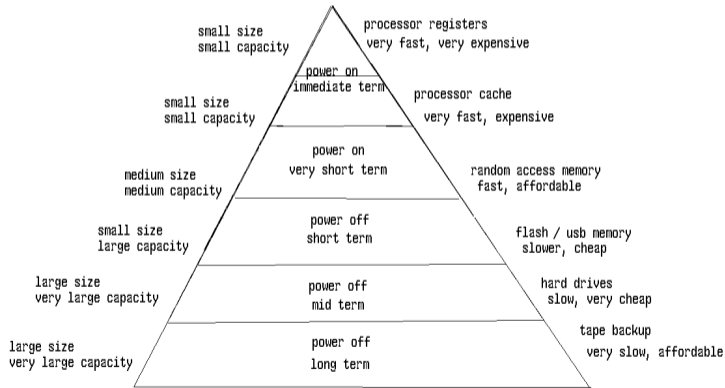 small size
small capacity
processor registers
very fast, very expensive
power on
immediate term
small size
small capacity
processor cache
very fast, expensive
power on
very short term
medium size
medium capacity
random access memory
fast, affordable
power off
short term
small size
large capacity
flash / usb memory
slower, cheap
power off
mid term
large size
very large capacity
hard drives
slow, very cheap
power off
long term
large size
very large capacity
tape backup
very slow, affordable